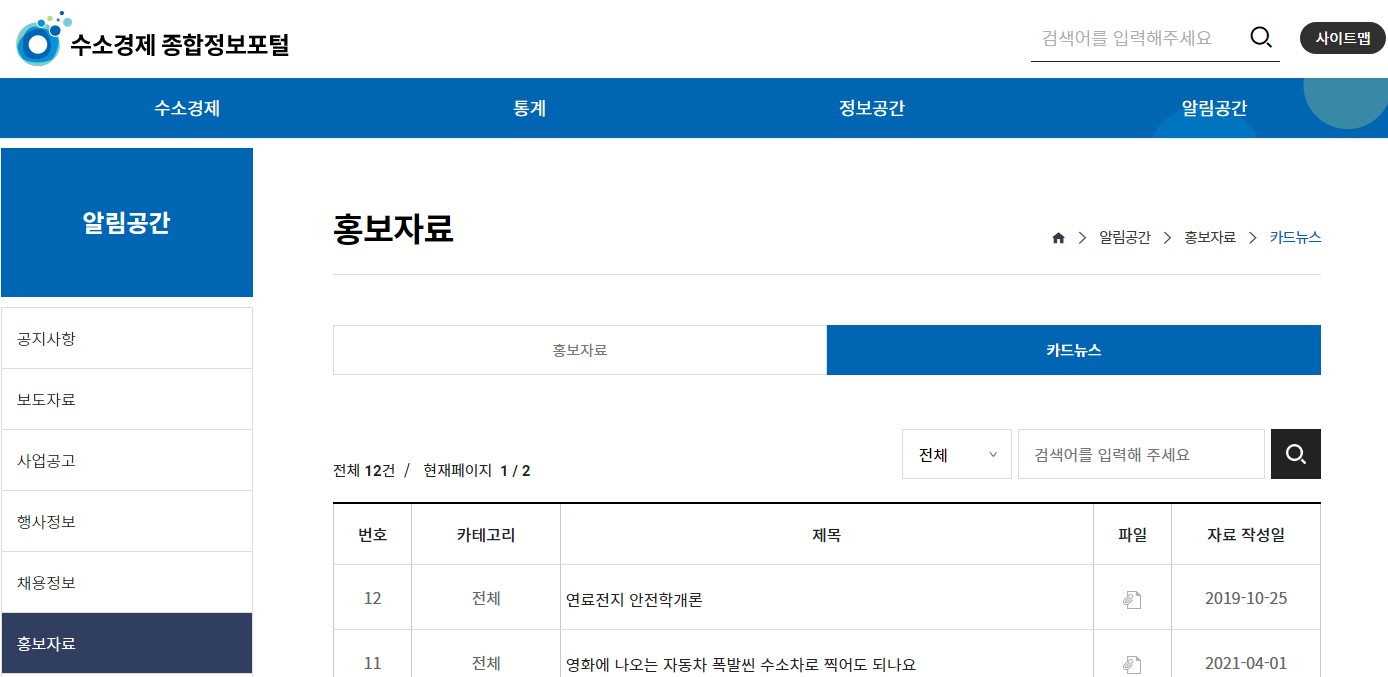 수소경제 종합정보포털
검색어를 입력해주세요
사이트맵
수소경제
통계
정보공간
알림공간
알림공간
공지사항
보도자료
사업공고
행사정보
채용정보
홍보자료
홍보자료
알림공간 > 홍보자료 > 카드뉴스
홍보자료
카드뉴스
전체 12건 / 현재페이지 1 / 2
전체
검색어를 입력해 주세요
번호 카테고리 제목 파일 자료 작성일
12 전체 연료전지 안전학개론 2019-10-25
11 전체 영화에 나오는 자동차 폭발씬 수소차로 찍어도 되나요 2021-04-01